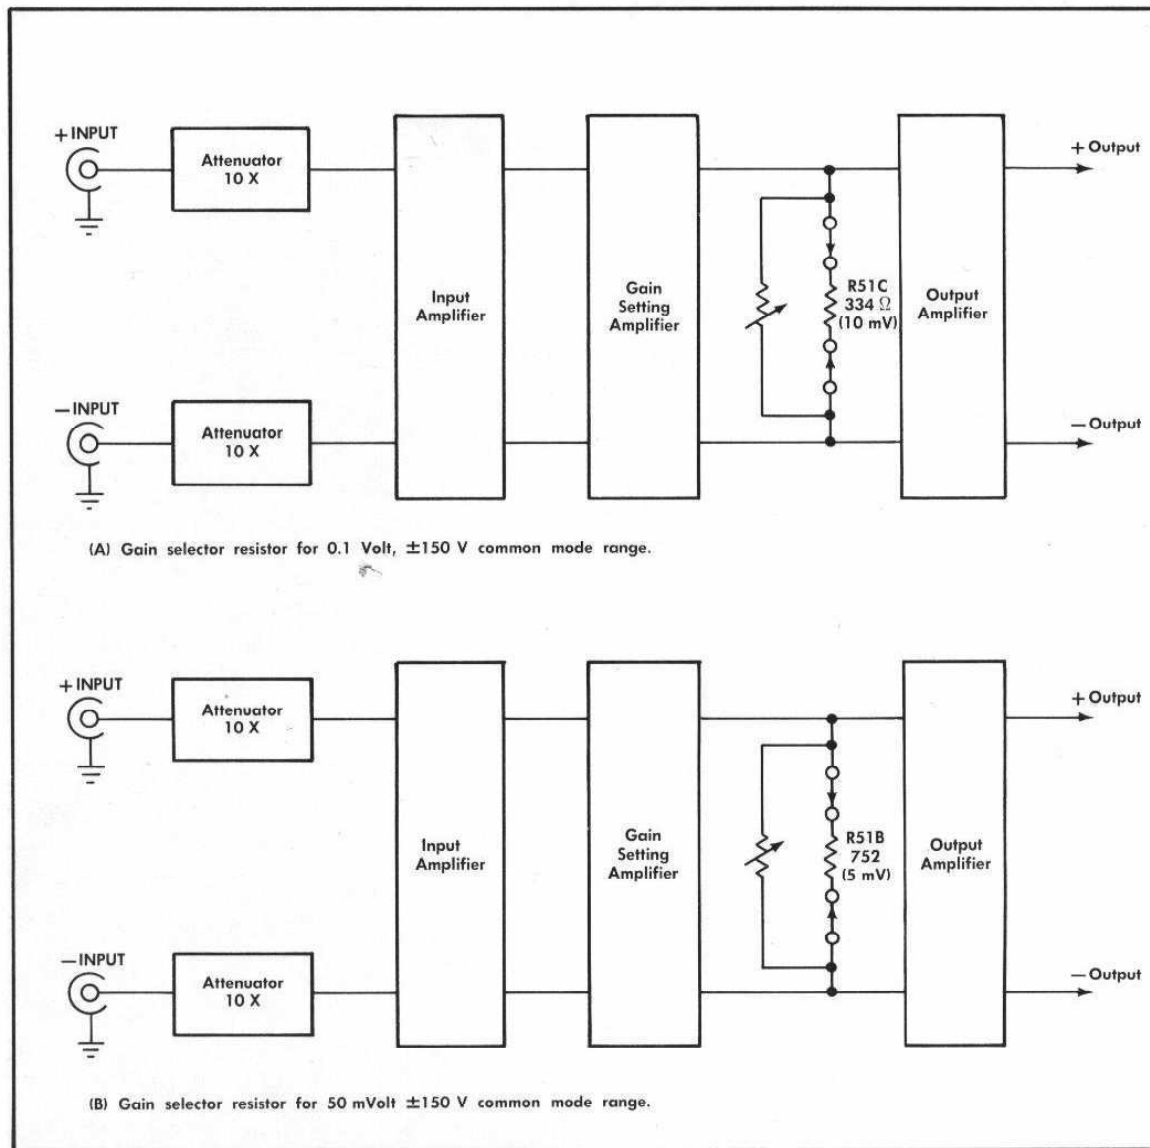 + INPUT
Attenuator
10 X
Input
Amplifier
Gain
Setting
Amplifier
R51C
334 Ω
(10 mV)
Output
Amplifier
+ Output
— INPUT
Attenuator
10 X
— Output
(A) Gain selector resistor for 0.1 Volt, ±150 V common mode range.
+ INPUT
Attenuator
10 X
Input
Amplifier
Gain
Setting
Amplifier
R51B
752
(5 mV)
Output
Amplifier
+ Output
— INPUT
Attenuator
10 X
— Output
(B) Gain selector resistor for 50 mVolt ±150 V common mode range.